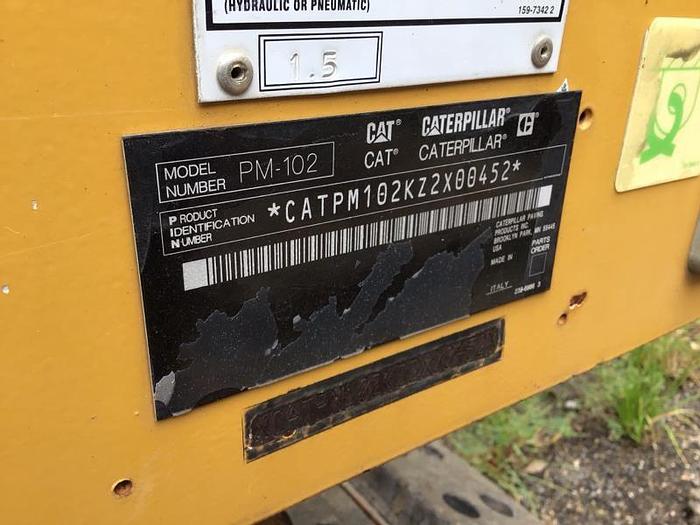 (HYDRAULIC OR PNEUMATIC)
159-7342 2
1.5
CAT® CATERPILLAR® C
CAT® CATERPILLAR®
MODEL NUMBER PM-102
PRODUCT IDENTIFICATION NUMBER *CATPM102KZ2X00452*
CATERPILLAR PAVING
PRODUCTS INC.
BROOKLYN PARK, MN 55445
USA
MADE IN
ITALY
PARTS
ORDER